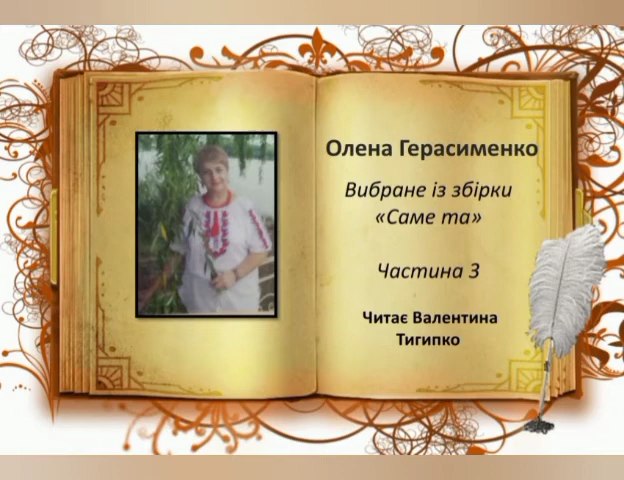 Олена Герасименко
Вибране із збірки
«Саме та»
Частина 3
Читає Валентина
Тигипко